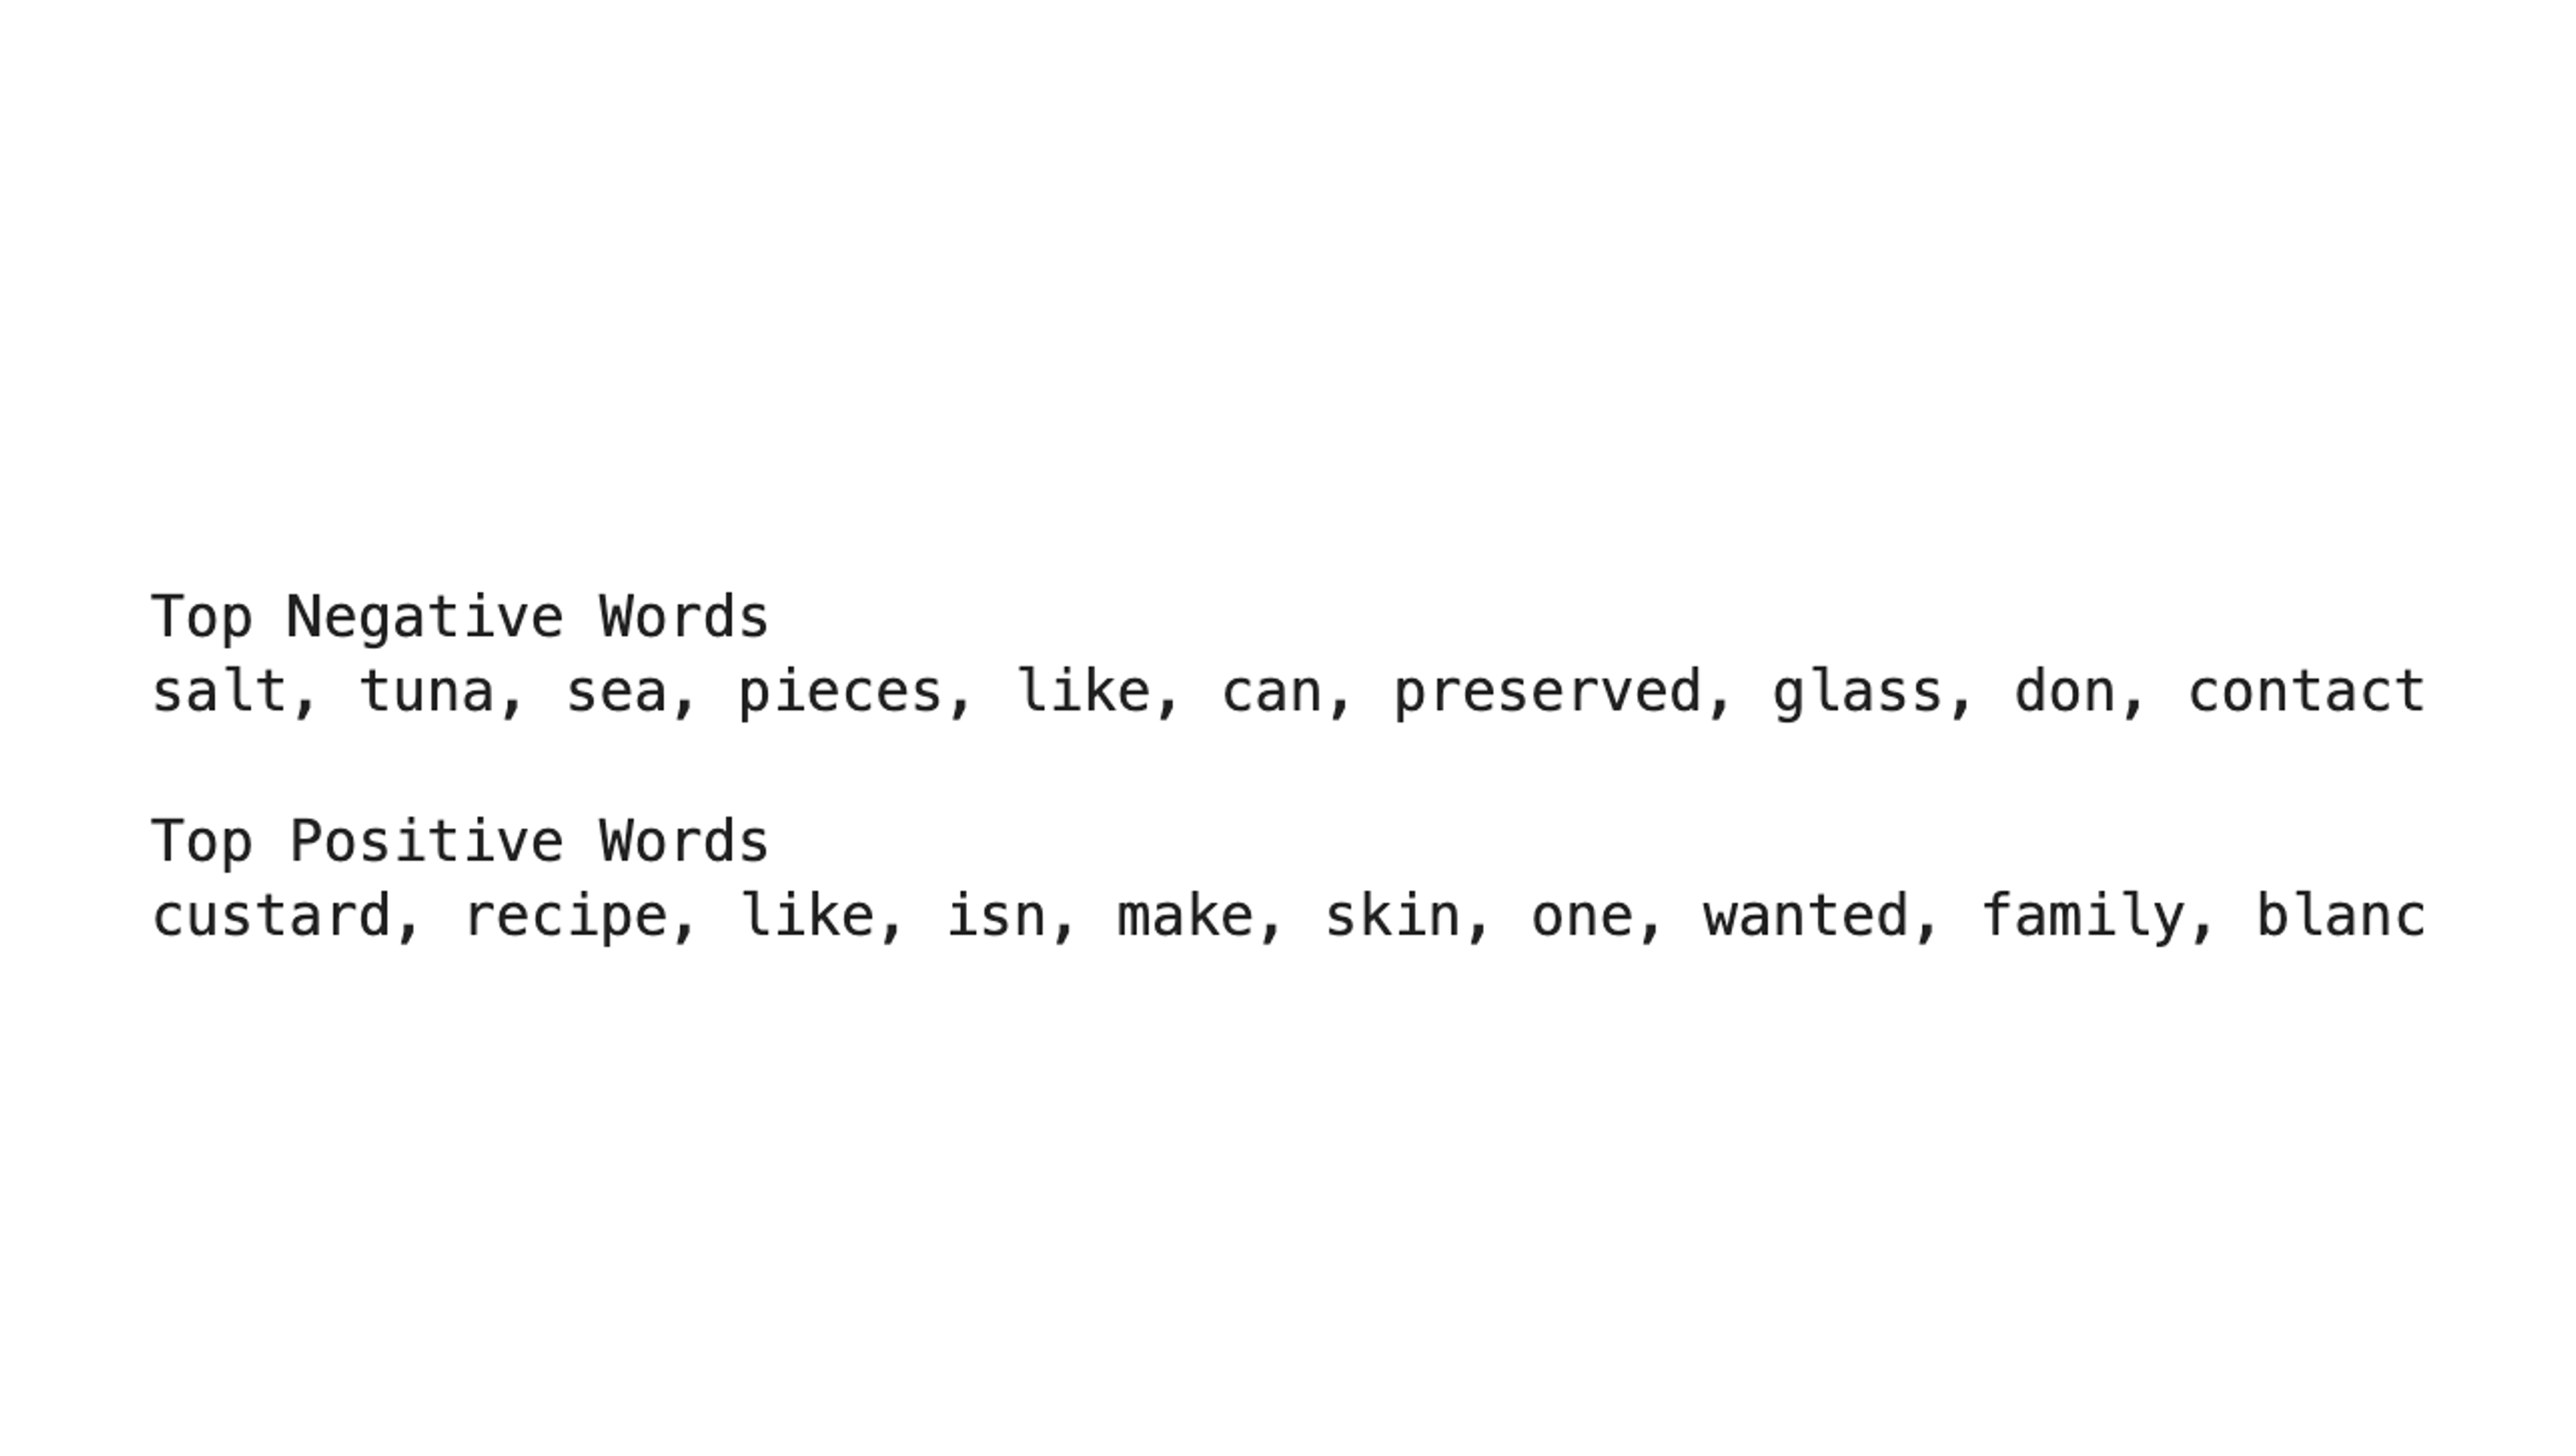 Top Negative Words
salt, tuna, sea, pieces, like, can, preserved, glass, don, contact
Top Positive Words
custard, recipe, like, isn, make, skin, one, wanted, family, blanc